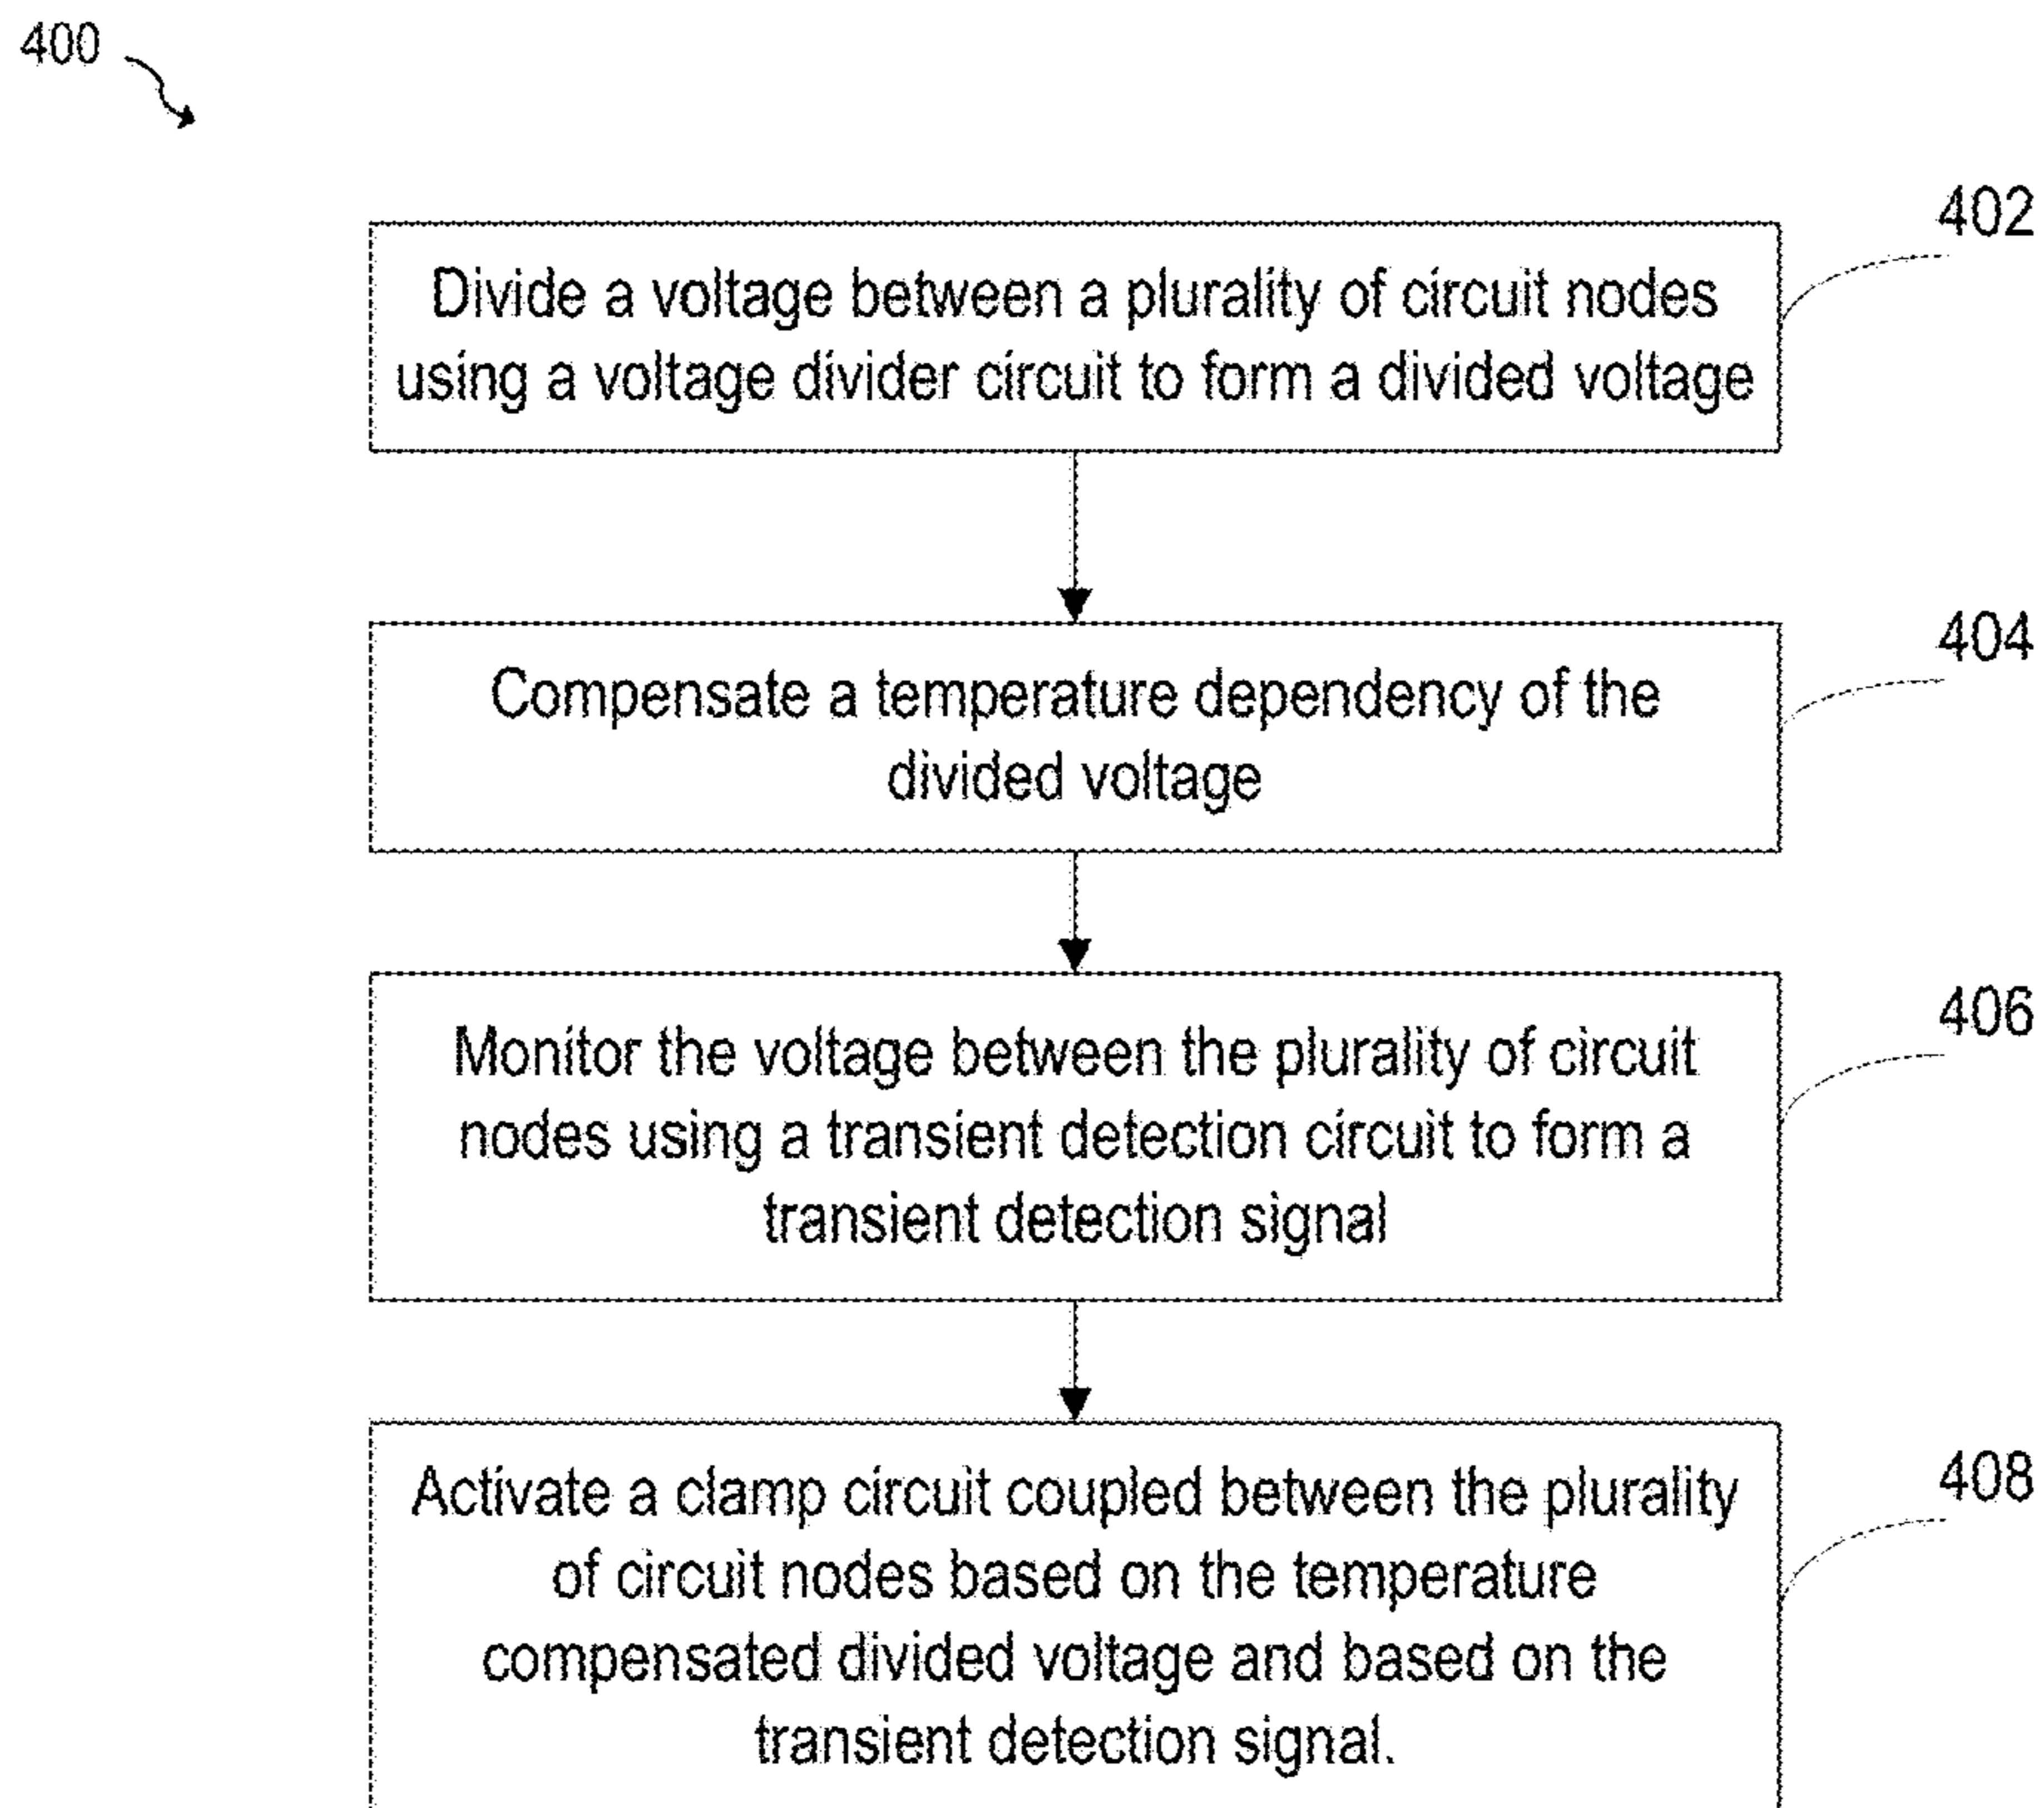 400
402
Divide a voltage between a plurality of circuit nodes
using a voltage divider circuit to form a divided voltage
404
Compensate a temperature dependency of the
divided voltage
406
Monitor the voltage between the plurality of circuit
nodes using a transient detection circuit to form a
transient detection signal
408
Activate a clamp circuit coupled between the plurality
of circuit nodes based on the temperature
compensated divided voltage and based on the
transient detection signal.